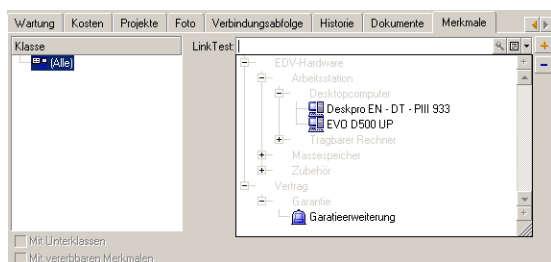 Wartung Kosten Projekte Foto Verbindungsabfolge Historie Dokumente Merkmale
Klasse
(Alle)
LinkTest:
EDV-Hardware
Arbeitsstation
Desktopcomputer
Deskpro EN - DT - PIII 933
EVO D500 UP
Tragbarer Rechner
Massespeicher
Zubehör
Vertrag
Garantie
Garatieerweiterung
Mit Unterklassen
Mit vererbbaren Merkmalen